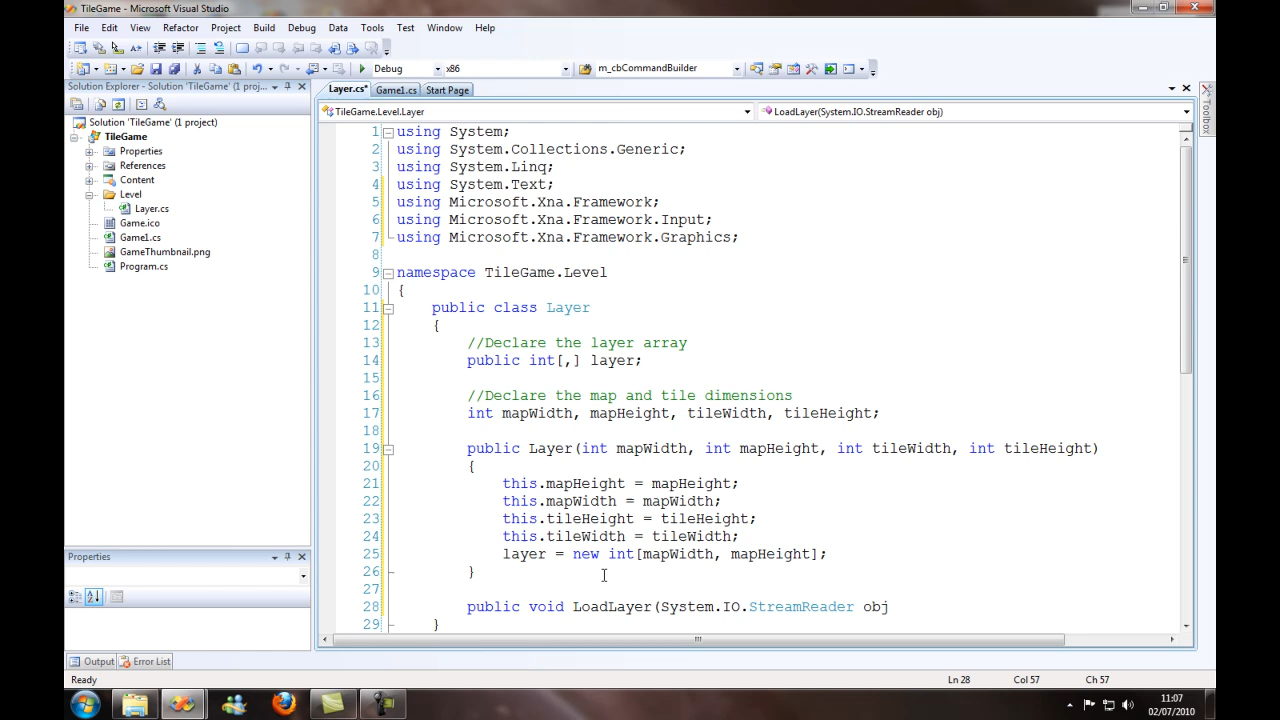 TileGame - Microsoft Visual Studio
File Edit View Refactor Project Build Debug Data Tools Test Window Help
Debug x86 m_cbCommandBuilder
Solution Explorer - Solution 'TileGame' (1 proj...
Layer.cs* Game1.cs Start Page
TileGame.Level.Layer LoadLayer(System.IO.StreamReader obj)
Solution 'TileGame' (1 project)
TileGame
Properties
References
Content
Level
Layer.cs
Game.ico
Game1.cs
GameThumbnail.png
Program.cs
Toolbox
1 using System;
2 using System.Collections.Generic;
3 using System.Linq;
4 using System.Text;
5 using Microsoft.Xna.Framework;
6 using Microsoft.Xna.Framework.Input;
7 using Microsoft.Xna.Framework.Graphics;
8
9 namespace TileGame.Level
10 {
11 public class Layer
12 {
13 //Declare the layer array
14 public int[,] layer;
15
16 //Declare the map and tile dimensions
17 int mapWidth, mapHeight, tileWidth, tileHeight;
18
19 public Layer(int mapWidth, int mapHeight, int tileWidth, int tileHeight)
20 {
21 this.mapHeight = mapHeight;
22 this.mapWidth = mapWidth;
23 this.tileHeight = tileHeight;
24 this.tileWidth = tileWidth;
25 layer = new int[mapWidth, mapHeight];
26 }
27
28 public void LoadLayer(System.IO.StreamReader obj
29 }
Properties
Output Error List
Ready Ln 28 Col 57 Ch 57
11:07
02/07/2010